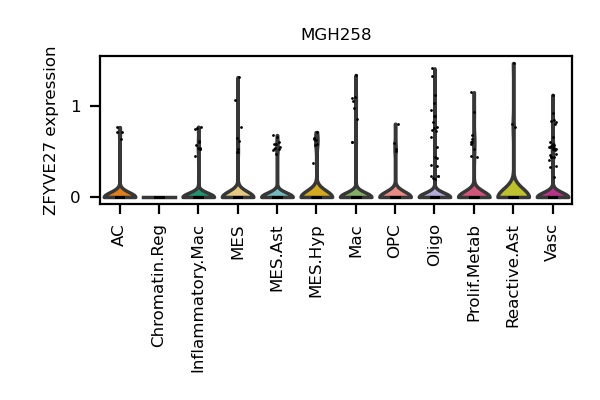 MGH258
ZFYVE27 expression
1
0
AC
Chromatin.Reg
Inflammatory.Mac
MES
MES.Ast
MES.Hyp
Mac
OPC
Oligo
Prolif.Metab
Reactive.Ast
Vasc